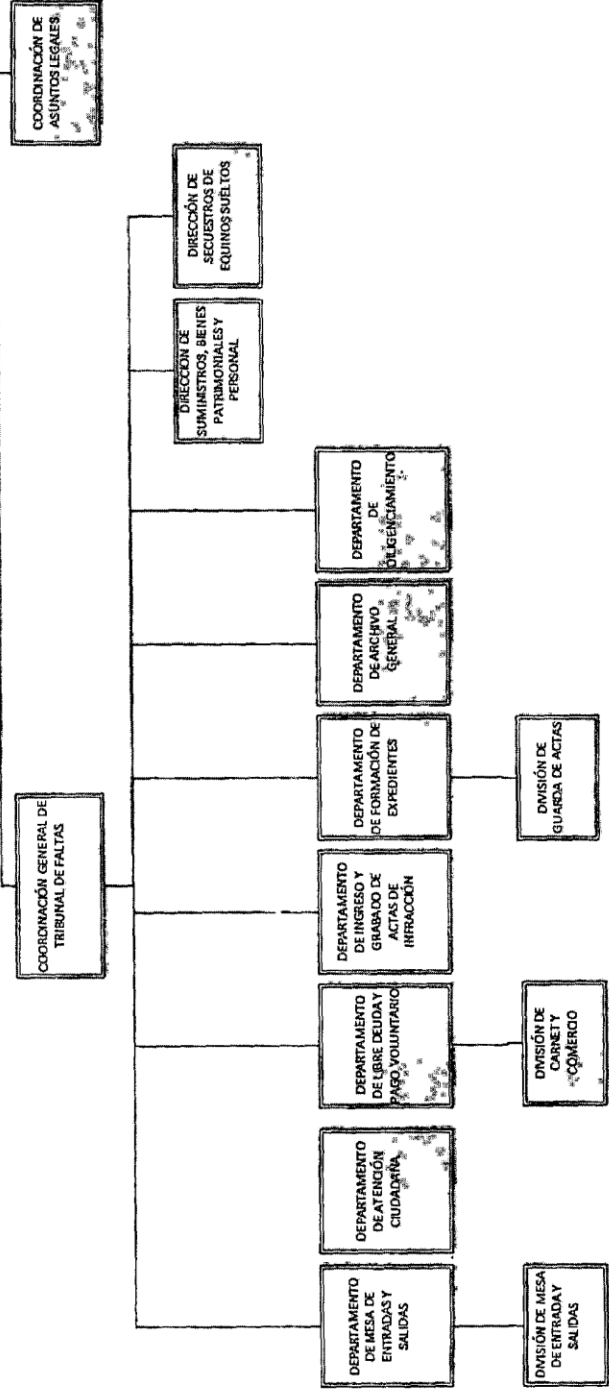 COORDINACIÓN GENERAL DE
TRIBUNAL DE FALTAS
COORDINACIÓN DE
ASUNTOS LEGALES
DIRECCIÓN DE
SUMINISTROS, BIENES
PATRIMONIALES Y
PERSONAL
DIRECCIÓN DE
SECUESTROS DE
EQUINOS SUELTOS
DEPARTAMENTO
DE MESA DE
ENTRADAS Y
SALIDAS
DEPARTAMENTO
DE ATENCIÓN
CIUDADANA
DEPARTAMENTO
DE LIBRE DEUDA Y
PAGO VOLUNTARIO
DEPARTAMENTO
DE INGRESO Y
GRABADO DE
ACTAS DE
INFRACCIÓN
DEPARTAMENTO
DE FORMACIÓN DE
EXPEDIENTES
DEPARTAMENTO
DE ARCHIVO
GENERAL
DEPARTAMENTO
DE
DILIGENCIAMIENTO
DIVISIÓN DE MESA
DE ENTRADA Y
SALIDAS
DIVISIÓN DE
CARNET Y
COMERCIO
DIVISIÓN DE
GUARDA DE ACTAS